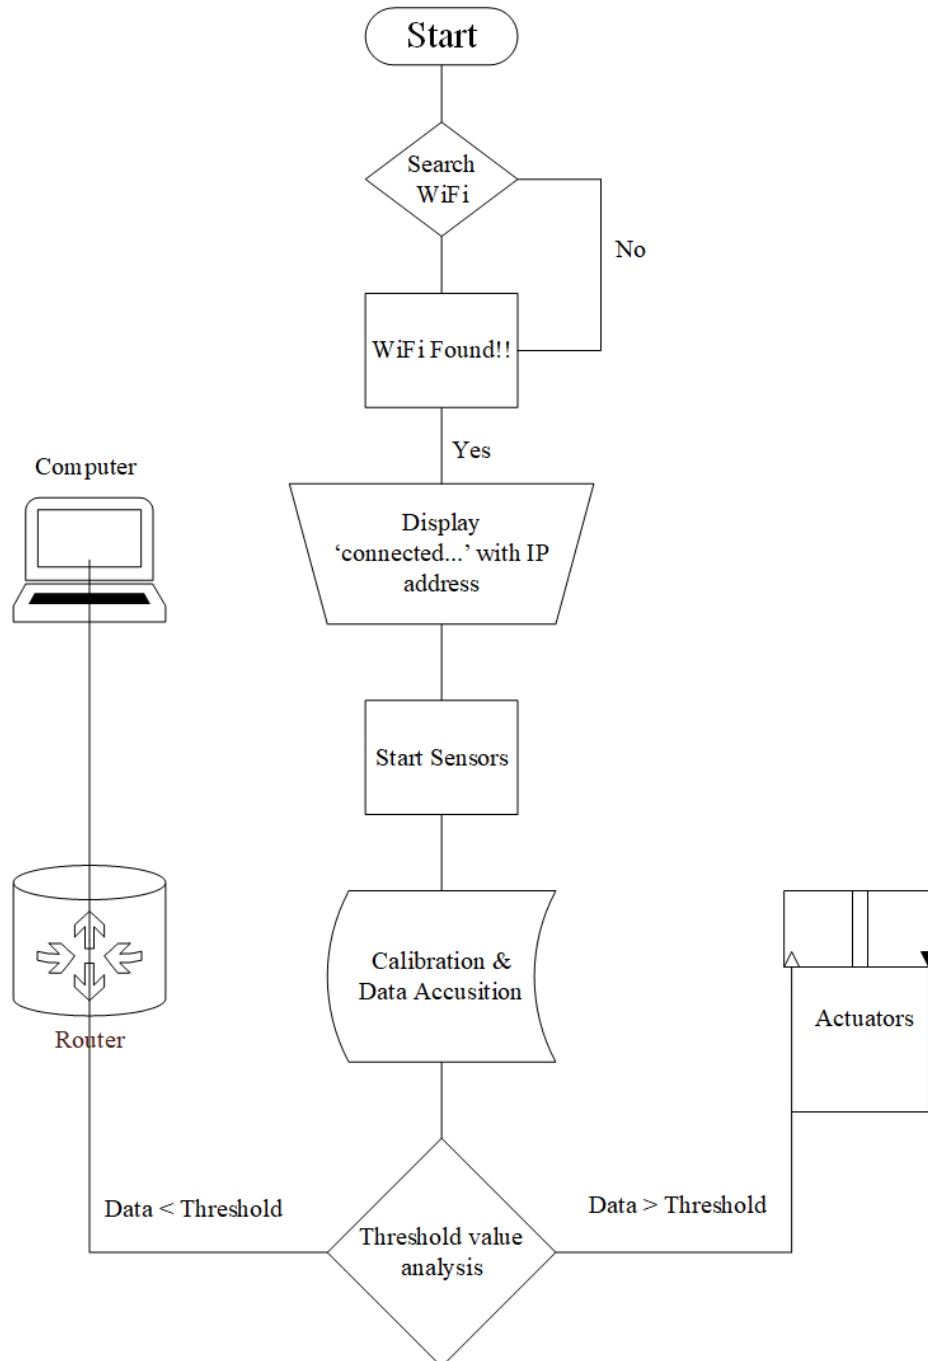 Start
Search
WiFi
No
WiFi Found!!
Yes
Computer
Display
‘connected...’ with IP
address
Start Sensors
Calibration &
Data Accusition
Router
Actuators
Data < Threshold
Data > Threshold
Threshold value
analysis